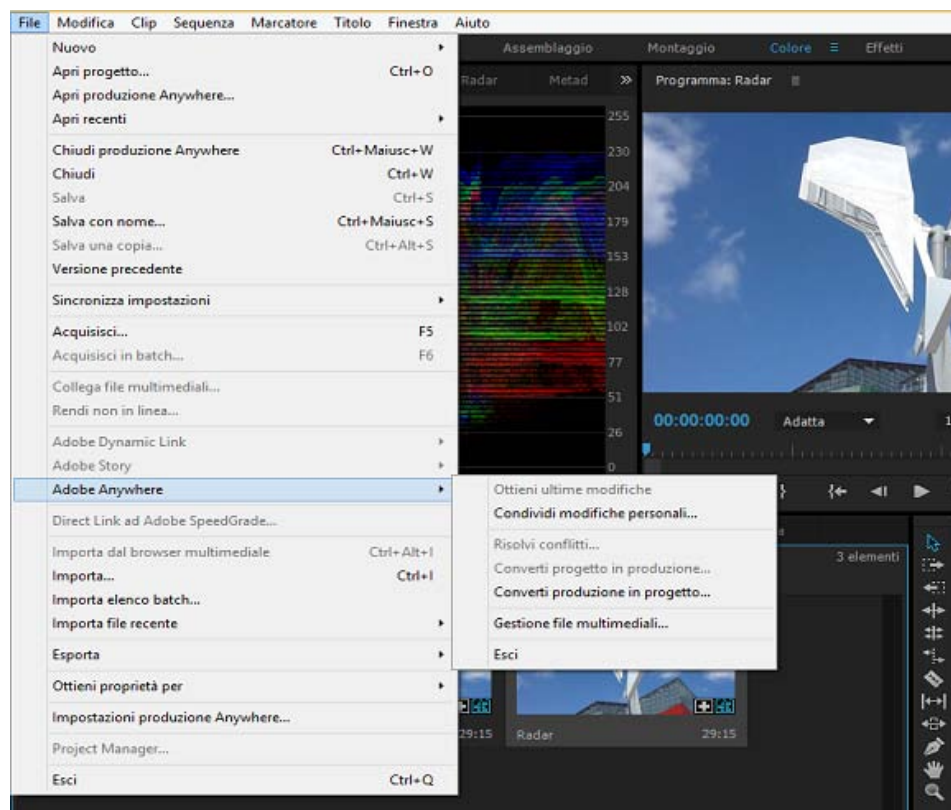 File Modifica Clip Sequenza Marcatore Titolo Finestra Aiuto
Nuovo
Apri progetto... Ctrl+O
Apri produzione Anywhere...
Apri recenti
Chiudi produzione Anywhere Ctrl+Maiusc+W
Chiudi Ctrl+W
Salva Ctrl+S
Salva con nome... Ctrl+Maiusc+S
Salva una copia... Ctrl+Alt+S
Versione precedente
Sincronizza impostazioni
Acquisisci... F5
Acquisisci in batch... F6
Collega file multimediali...
Rendi non in linea...
Adobe Dynamic Link
Adobe Story
Adobe Anywhere
Direct Link ad Adobe SpeedGrade...
Importa dal browser multimediale Ctrl+Alt+I
Importa... Ctrl+I
Importa elenco batch...
Importa file recente
Esporta
Ottieni proprietà per
Impostazioni produzione Anywhere...
Project Manager...
Esci Ctrl+Q
Ottieni ultime modifiche
Condividi modifiche personali...
Risolvi conflitti...
Converti progetto in produzione...
Converti produzione in progetto...
Gestione file multimediali...
Esci
Assemblaggio Montaggio Colore Effetti
Radar Metad
Programma: Radar
255
230
204
179
153
128
102
77
51
26
0
00:00:00:00 Adatta 1
3 elementi
29:15 Radar 29:15